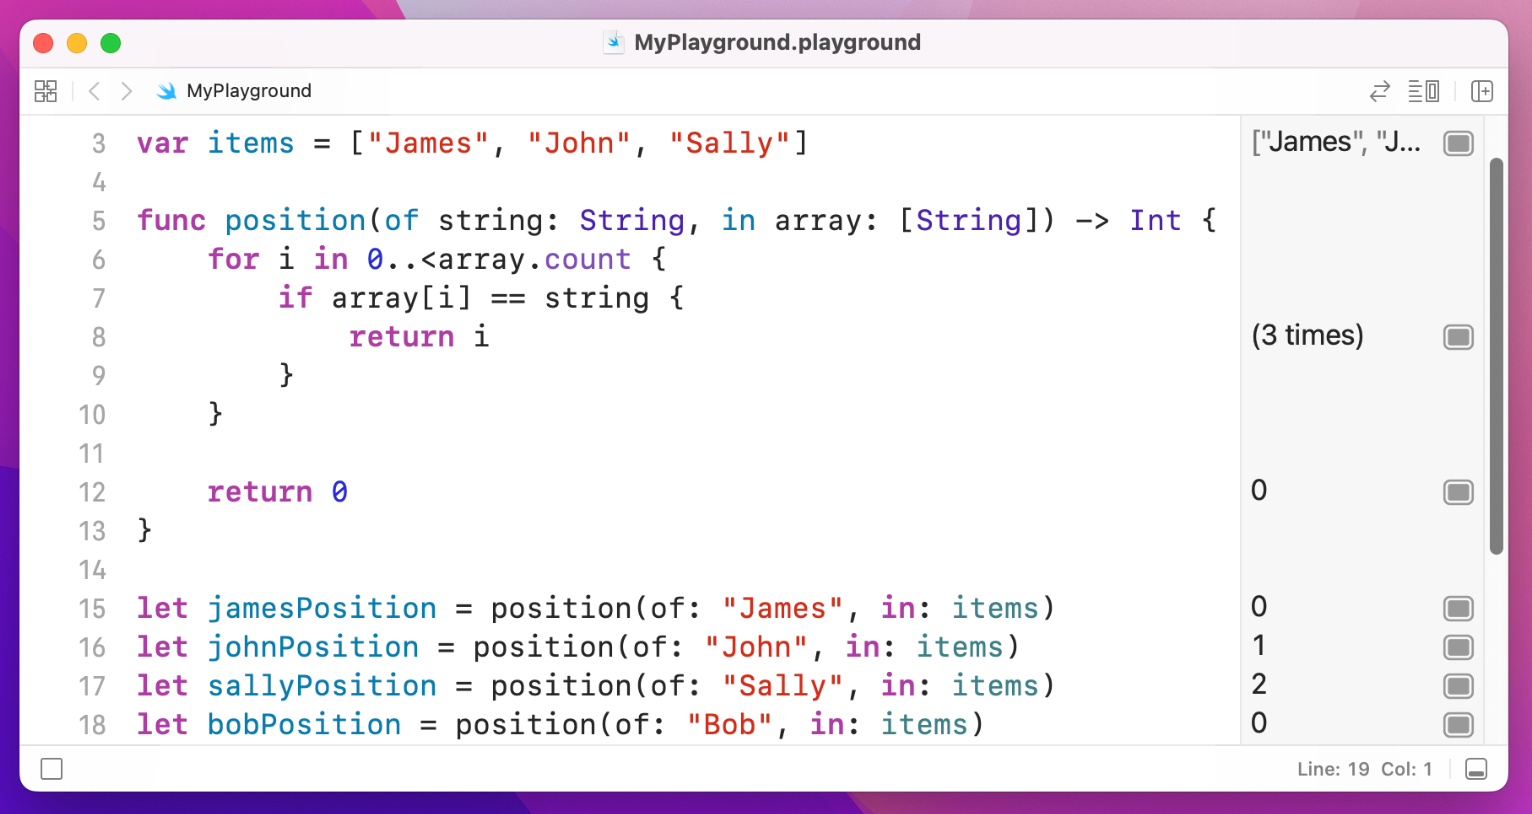 MyPlayground.playground
MyPlayground
3 var items = ["James", "John", "Sally"] ["James", "J...
4
5 func position(of string: String, in array: [String]) -> Int {
6     for i in 0..<array.count {
7         if array[i] == string {
8             return i (3 times)
9         }
10     }
11
12     return 0 0
13 }
14
15 let jamesPosition = position(of: "James", in: items) 0
16 let johnPosition = position(of: "John", in: items) 1
17 let sallyPosition = position(of: "Sally", in: items) 2
18 let bobPosition = position(of: "Bob", in: items) 0
Line: 19 Col: 1